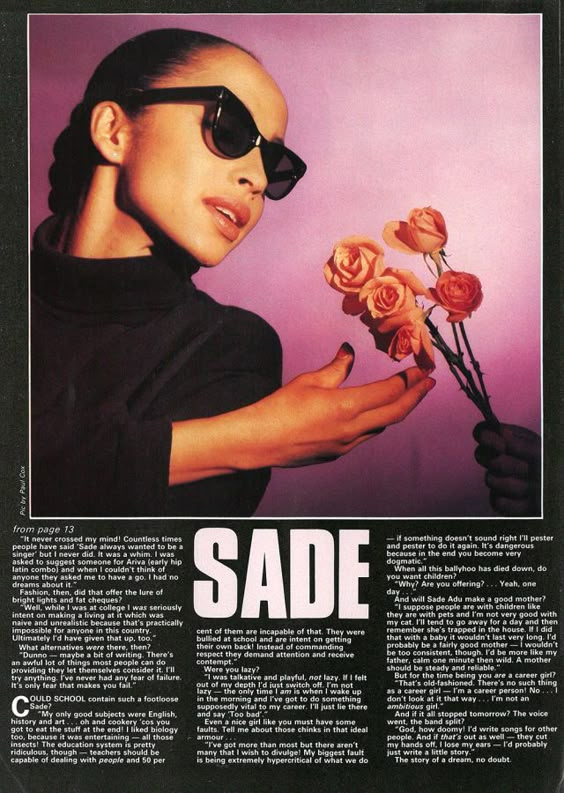 Pic by Paul Cox
from page 13
"It never crossed my mind! Countless times
people have said 'Sade always wanted to be a
singer' but I never did. It was a whim. I was
asked to suggest someone for Ariva (early hip
latin combo) and when I couldn't think of
anyone they asked me to have a go. I had no
dreams about it."
Fashion, then, did that offer the lure of
bright lights and fat cheques?
"Well, while I was at college I was seriously
intent on making a living at it which was
naive and unrealistic because that's practically
impossible for anyone in this country.
Ultimately I'd have given that up, too."
What alternatives were there, then?
"Dunno — maybe a bit of writing. There's
an awful lot of things most people can do
providing they let themselves consider it. I'll
try anything. I've never had any fear of failure.
It's only fear that makes you fail."
COULD SCHOOL contain such a footloose
Sade?
"My only good subjects were English,
history and art . . . oh and cookery 'cos you
got to eat the stuff at the end! I liked biology
too, because it was entertaining — all those
insects! The education system is pretty
ridiculous, though — teachers should be
capable of dealing with people and 50 per
SADE
cent of them are incapable of that. They were
bullied at school and are intent on getting
their own back! Instead of commanding
respect they demand attention and receive
contempt."
Were you lazy?
"I was talkative and playful, not lazy. If I felt
out of my depth I'd just switch off. I'm not
lazy — the only time I am is when I wake up
in the morning and I've got to do something
supposedly vital to my career. I'll just lie there
and say 'Too bad'."
Even a nice girl like you must have some
faults. Tell me about those chinks in that ideal
armour . . .
"I've got more than most but there aren't
many that I wish to divulge! My biggest fault
is being extremely hypercritical of what we do
— if something doesn't sound right I'll pester
and pester to do it again. It's dangerous
because in the end you become very
dogmatic."
When all this ballyhoo has died down, do
you want children?
"Why? Are you offering? . . . Yeah, one
day . . ."
And will Sade Adu make a good mother?
"I suppose people are with children like
they are with pets and I'm not very good with
my cat. I'll tend to go away for a day and then
remember she's trapped in the house. If I did
that with a baby it wouldn't last very long. I'd
probably be a fairly good mother — I wouldn't
be too consistent, though. I'd be more like my
father, calm one minute then wild. A mother
should be steady and reliable."
But for the time being you are a career girl?
"That's old-fashioned. There's no such thing
as a career girl — I'm a career person! No . . . I
don't look at it that way . . . I'm not an
ambitious girl."
And if it all stopped tomorrow? The voice
went, the band split?
"God, how doomy! I'd write songs for other
people. And if that's out as well — they cut
my hands off, I lose my ears — I'd probably
just write a little story."
The story of a dream, no doubt.